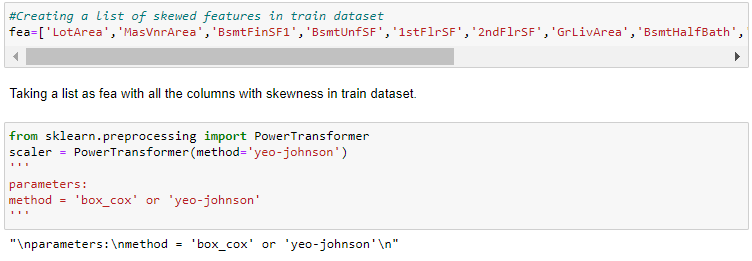 #Creating a list of skewed features in train dataset
fea=['LotArea','MasVnrArea','BsmtFinSF1','BsmtUnfSF','1stFlrSF','2ndFlrSF','GrLivArea','BsmtHalfBath','
Taking a list as fea with all the columns with skewness in train dataset.
from sklearn.preprocessing import PowerTransformer
scaler = PowerTransformer(method='yeo-johnson')
'''
parameters:
method = 'box_cox' or 'yeo-johnson'
'''
"\nparameters:\nmethod = 'box_cox' or 'yeo-johnson'\n"